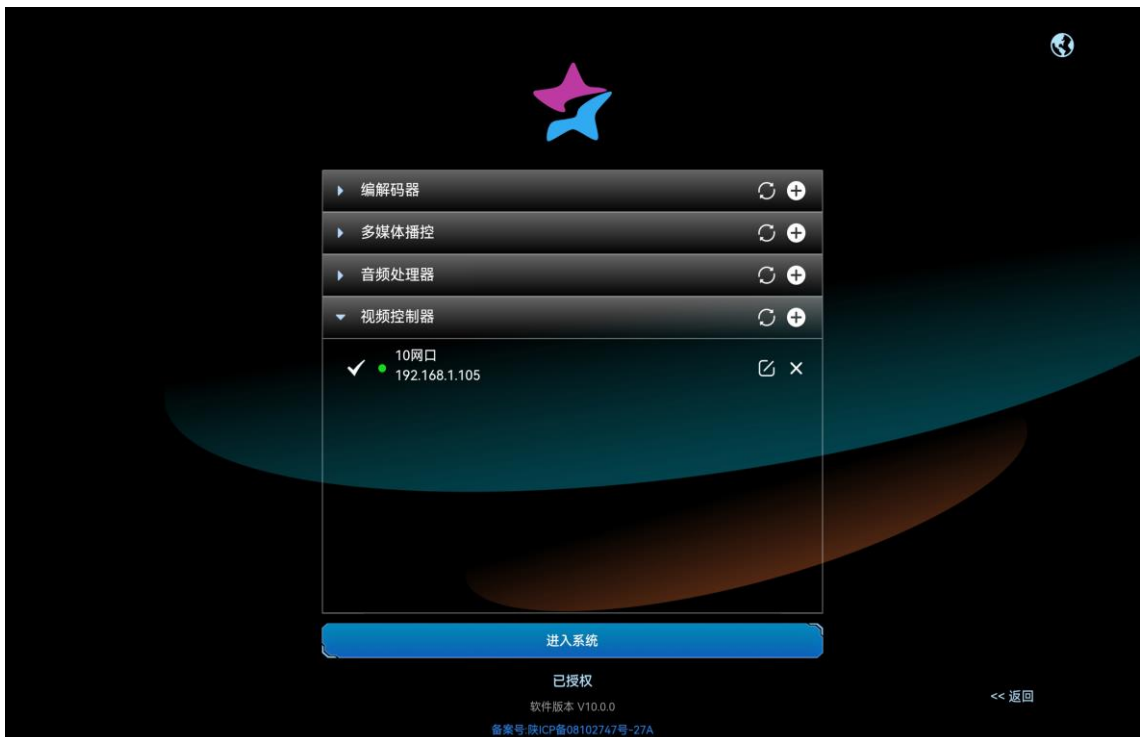 编解码器
多媒体播控
音频处理器
视频控制器
10网口
192.168.1.105
进入系统
已授权
软件版本 V10.0.0
<< 返回
备案号:陕ICP备08102747号-27A